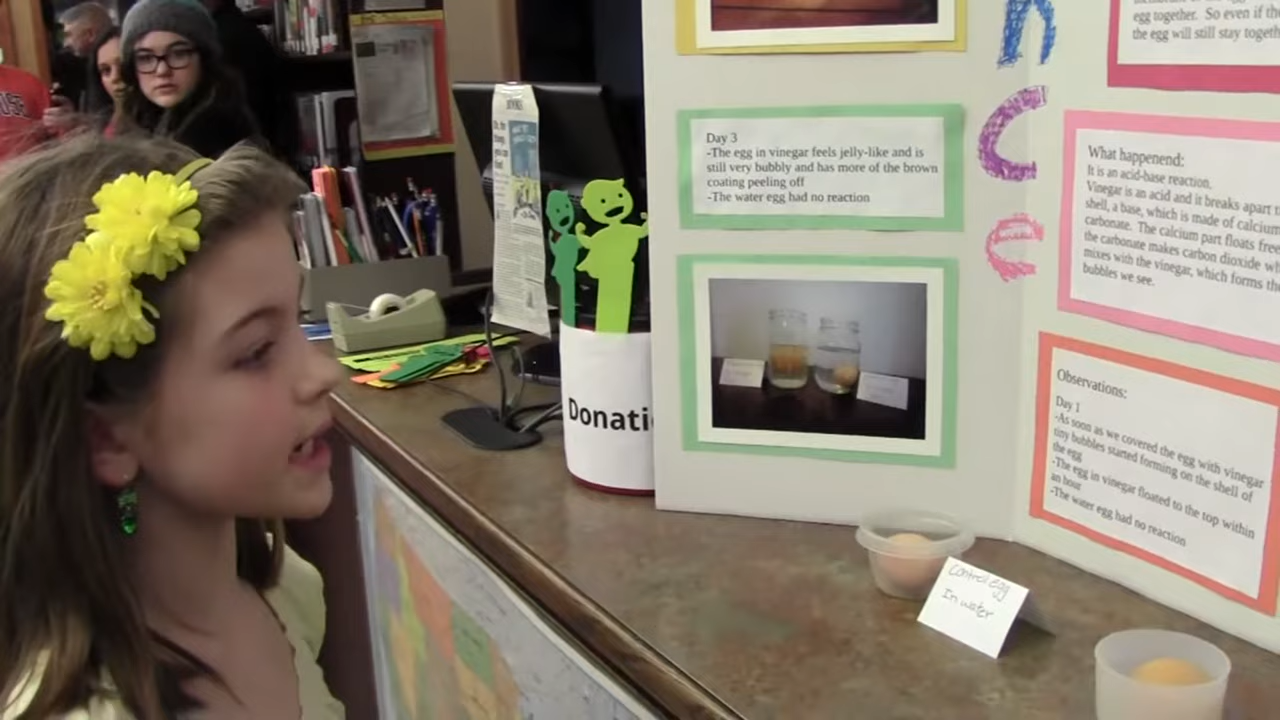 egg together. So even if the
the egg will still stay togeth
n
c
e
Day 3
-The egg in vinegar feels jelly-like and is
still very bubbly and has more of the brown
coating peeling off
-The water egg had no reaction
What happenend:
It is an acid-base reaction.
Vinegar is an acid and it breaks apart
shell, a base, which is made of calcium
carbonate. The calcium part floats free
the carbonate makes carbon dioxide wh
mixes with the vinegar, which forms the
bubbles we see.
Observations:
Day 1
-As soon as we covered the egg with vinegar
tiny bubbles started forming on the shell of
the egg
-The egg in vinegar floated to the top within
an hour
-The water egg had no reaction
Donati
Control egg
In water